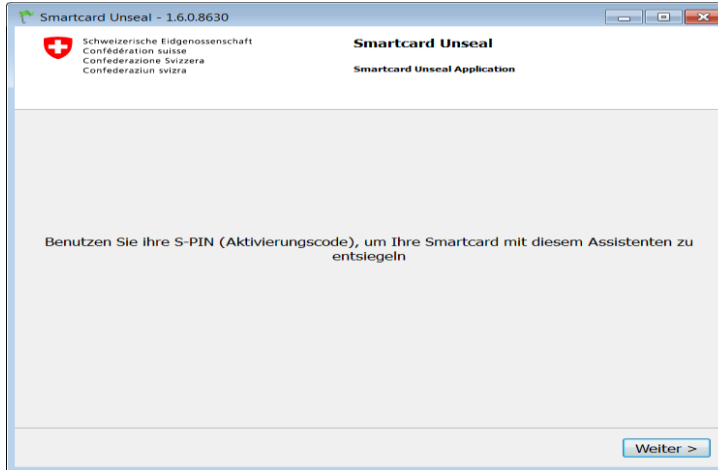 Smartcard Unseal - 1.6.0.8630
Schweizerische Eidgenossenschaft
Confédération suisse
Confederazione Svizzera
Confederaziun svizra
Smartcard Unseal
Smartcard Unseal Application
Benutzen Sie ihre S-PIN (Aktivierungscode), um Ihre Smartcard mit diesem Assistenten zu
entsiegeln
Weiter >